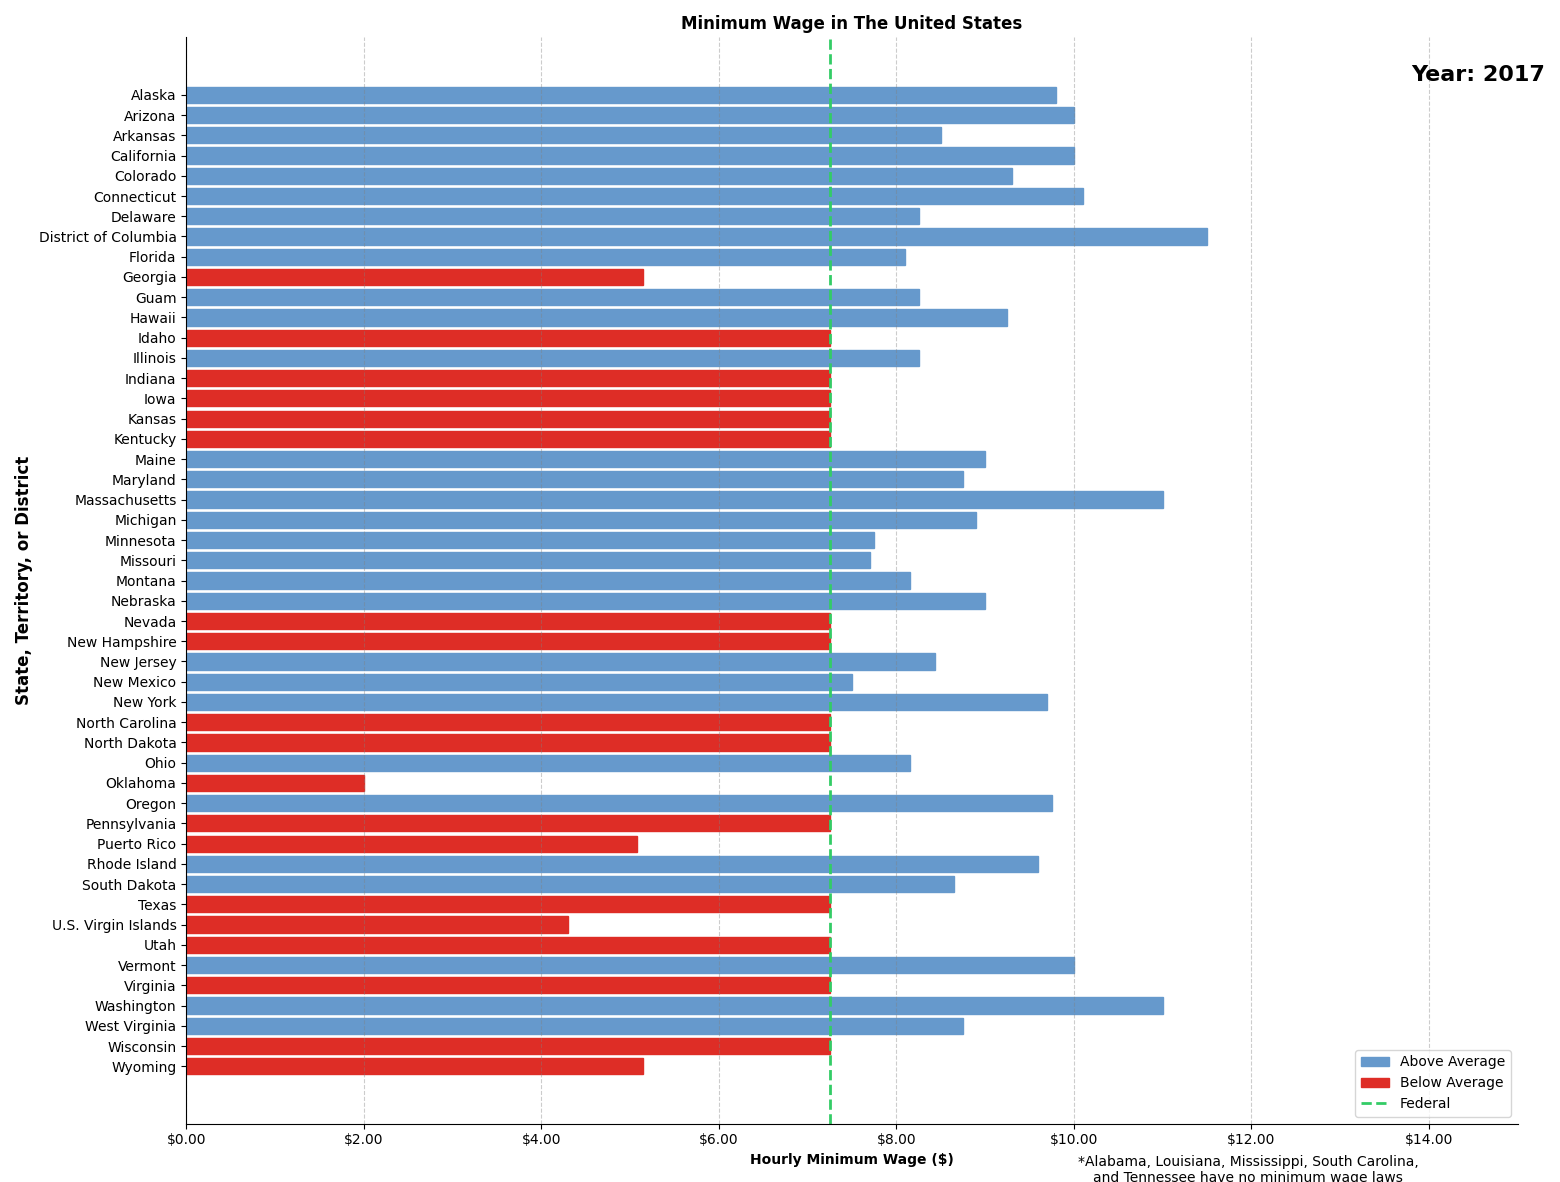 Minimum Wage in The United States
Year: 2017
State, Territory, or District
Alaska
Arizona
Arkansas
California
Colorado
Connecticut
Delaware
District of Columbia
Florida
Georgia
Guam
Hawaii
Idaho
Illinois
Indiana
Iowa
Kansas
Kentucky
Maine
Maryland
Massachusetts
Michigan
Minnesota
Missouri
Montana
Nebraska
Nevada
New Hampshire
New Jersey
New Mexico
New York
North Carolina
North Dakota
Ohio
Oklahoma
Oregon
Pennsylvania
Puerto Rico
Rhode Island
South Dakota
Texas
U.S. Virgin Islands
Utah
Vermont
Virginia
Washington
West Virginia
Wisconsin
Wyoming
Above Average
Below Average
Federal
$0.00 $2.00 $4.00 $6.00 $8.00 $10.00 $12.00 $14.00
Hourly Minimum Wage ($)
*Alabama, Louisiana, Mississippi, South Carolina,
and Tennessee have no minimum wage laws